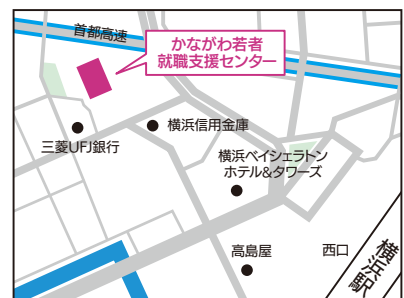 首都高速
かながわ若者
就職支援センター
横浜信用金庫
三菱UFJ銀行
横浜ベイシェラトン
ホテル&タワーズ
高島屋
西口
横浜駅